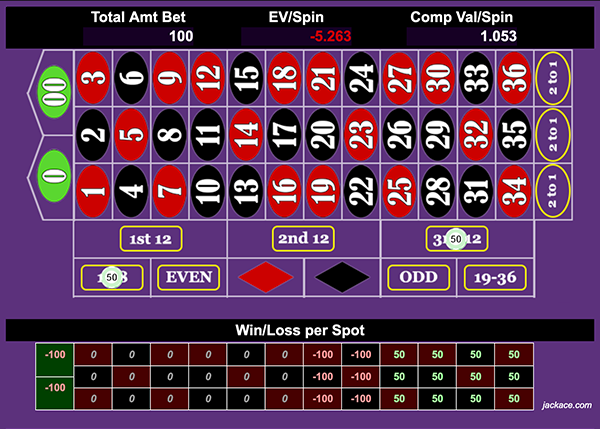 Total Amt Bet EV/Spin Comp Val/Spin
100 -5.263 1.053
00 3 6 9 12 15 18 21 24 27 30 33 36 2 to 1
2 5 8 11 14 17 20 23 26 29 32 35 2 to 1
0 1 4 7 10 13 16 19 22 25 28 31 34 2 to 1
1st 12 2nd 12 3 50 12
50 EVEN ODD 19-36
Win/Loss per Spot
-100 0 0 0 0 0 0 -100 -100 50 50 50 50
0 0 0 0 0 0 -100 -100 50 50 50 50
-100 0 0 0 0 0 0 -100 -100 50 50 50 50
jackace.com